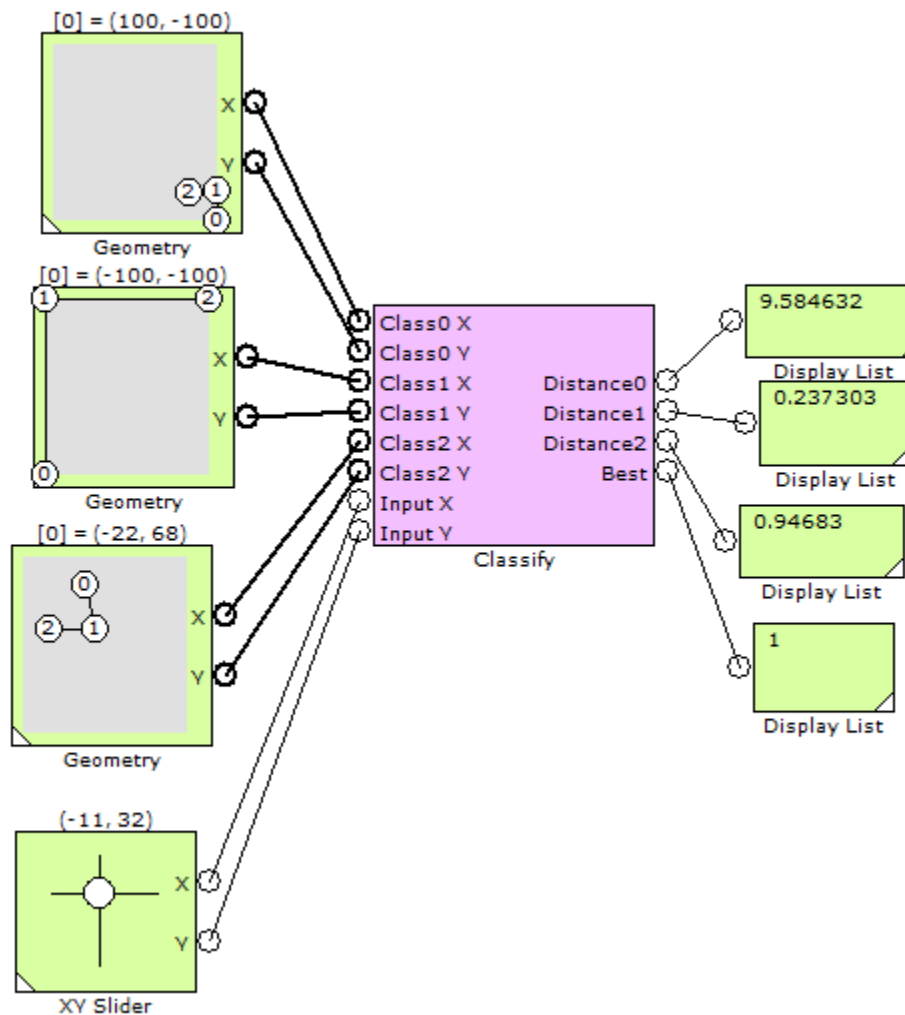 [0] = (100, -100)
X
Y
2 1
0
Geometry
[0] = (-100, -100)
1 2
X
Y
0
Geometry
[0] = (-22, 68)
0
2 1
X
Y
Geometry
(-11, 32)
X
Y
XY Slider
Class0 X
Class0 Y
Class1 X Distance0
Class1 Y Distance1
Class2 X Distance2
Class2 Y Best
Input X
Input Y
Classify
9.584632
Display List
0.237303
Display List
0.94683
Display List
1
Display List